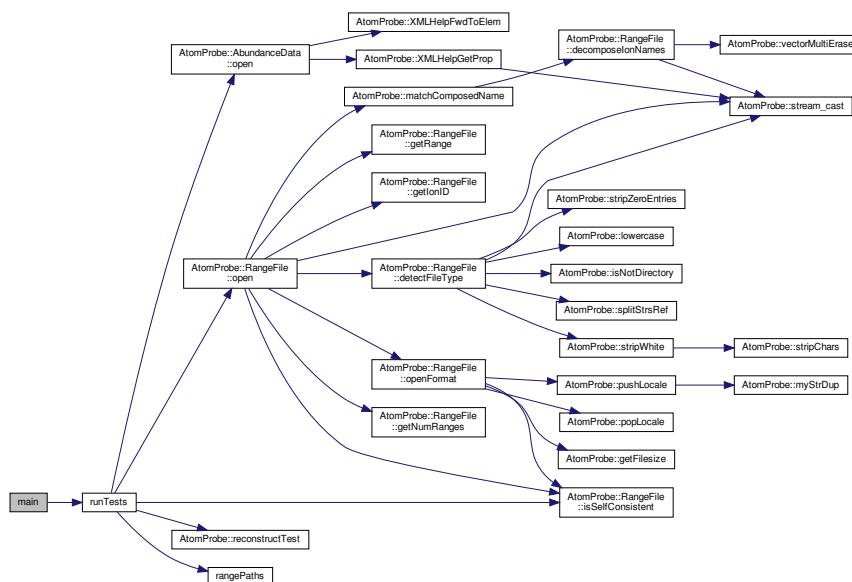 main
runTests
AtomProbe::AbundanceData
::open
AtomProbe::XMLHelpFwdToElem
AtomProbe::XMLHelpGetProp
AtomProbe::RangeFile
::open
AtomProbe::matchComposedName
AtomProbe::RangeFile
::decomposeIonNames
AtomProbe::vectorMultiErase
AtomProbe::stream_cast
AtomProbe::RangeFile
::getRange
AtomProbe::RangeFile
::getIonID
AtomProbe::RangeFile
::detectFileType
AtomProbe::stripZeroEntries
AtomProbe::lowercase
AtomProbe::isNotDirectory
AtomProbe::splitStrsRef
AtomProbe::stripWhite
AtomProbe::stripChars
AtomProbe::RangeFile
::openFormat
AtomProbe::pushLocale
AtomProbe::myStrDup
AtomProbe::popLocale
AtomProbe::getFilesize
AtomProbe::RangeFile
::getNumRanges
AtomProbe::RangeFile
::isSelfConsistent
AtomProbe::reconstructTest
rangePaths